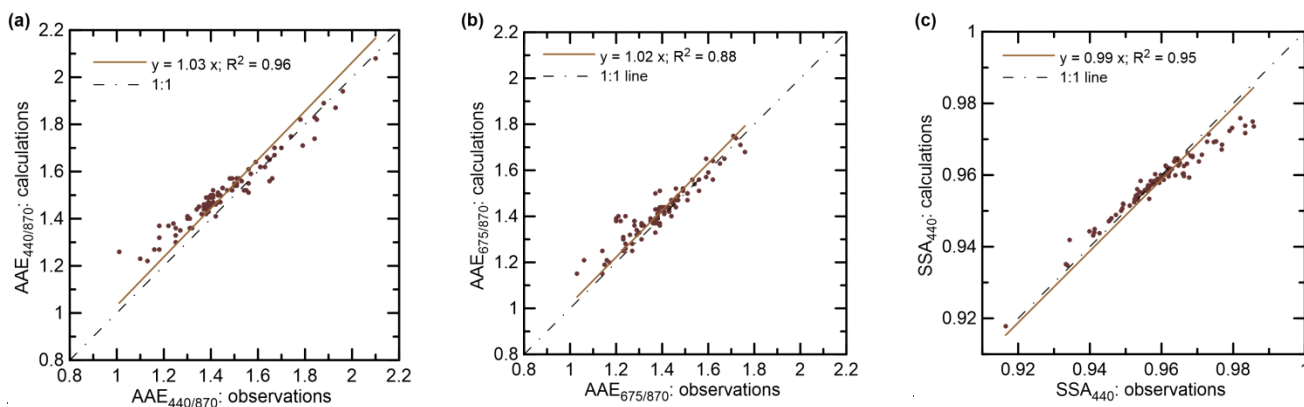 (a)
2.2
2
1.8
1.6
1.4
1.2
1
0.8
AAE440/870: calculations
y = 1.03 x; R² = 0.96
1:1
0.8 1 1.2 1.4 1.6 1.8 2 2.2
AAE440/870: observations
(b)
2.2
2
1.8
1.6
1.4
1.2
1
0.8
AAE675/870: calculations
y = 1.02 x; R² = 0.88
1:1 line
0.8 1 1.2 1.4 1.6 1.8 2 2.2
AAE675/870: observations
(c)
1
0.98
0.96
0.94
0.92
SSA440: calculations
y = 0.99 x; R² = 0.95
1:1 line
0.92 0.94 0.96 0.98 1
SSA440: observations